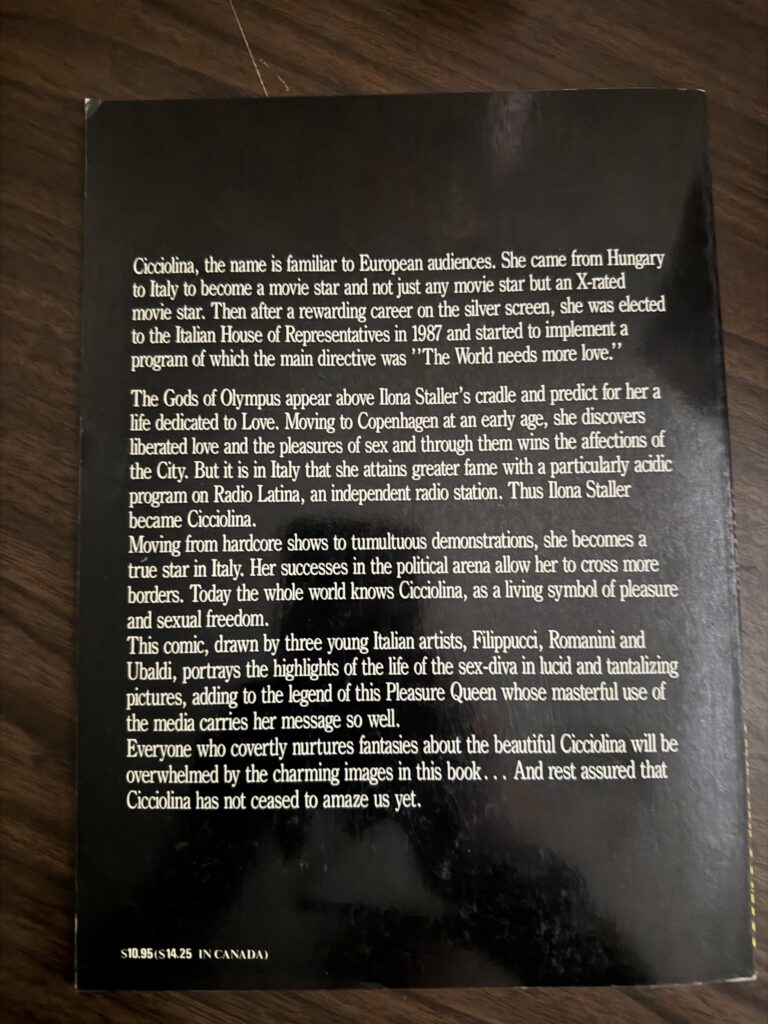 Cicciolina, the name is familiar to European audiences. She came from Hungary
to Italy to become a movie star and not just any movie star but an X-rated
movie star. Then after a rewarding career on the silver screen, she was elected
to the Italian House of Representatives in 1987 and started to implement a
program of which the main directive was "The World needs more love."
The Gods of Olympus appear above Ilona Staller's cradle and predict for her a
life dedicated to Love. Moving to Copenhagen at an early age, she discovers
liberated love and the pleasures of sex and through them wins the affections of
the City. But it is in Italy that she attains greater fame with a particularly acidic
program on Radio Latina, an independent radio station. Thus Ilona Staller
became Cicciolina.
Moving from hardcore shows to tumultuous demonstrations, she becomes a
true star in Italy. Her successes in the political arena allow her to cross more
borders. Today the whole world knows Cicciolina, as a living symbol of pleasure
and sexual freedom.
This comic, drawn by three young Italian artists, Filippucci, Romanini and
Ubaldi, portrays the highlights of the life of the sex-diva in lucid and tantalizing
pictures, adding to the legend of this Pleasure Queen whose masterful use of
the media carries her message so well.
Everyone who covertly nurtures fantasies about the beautiful Cicciolina will be
overwhelmed by the charming images in this book... And rest assured that
Cicciolina has not ceased to amaze us yet.
$10.95 ($14.25 IN CANADA)